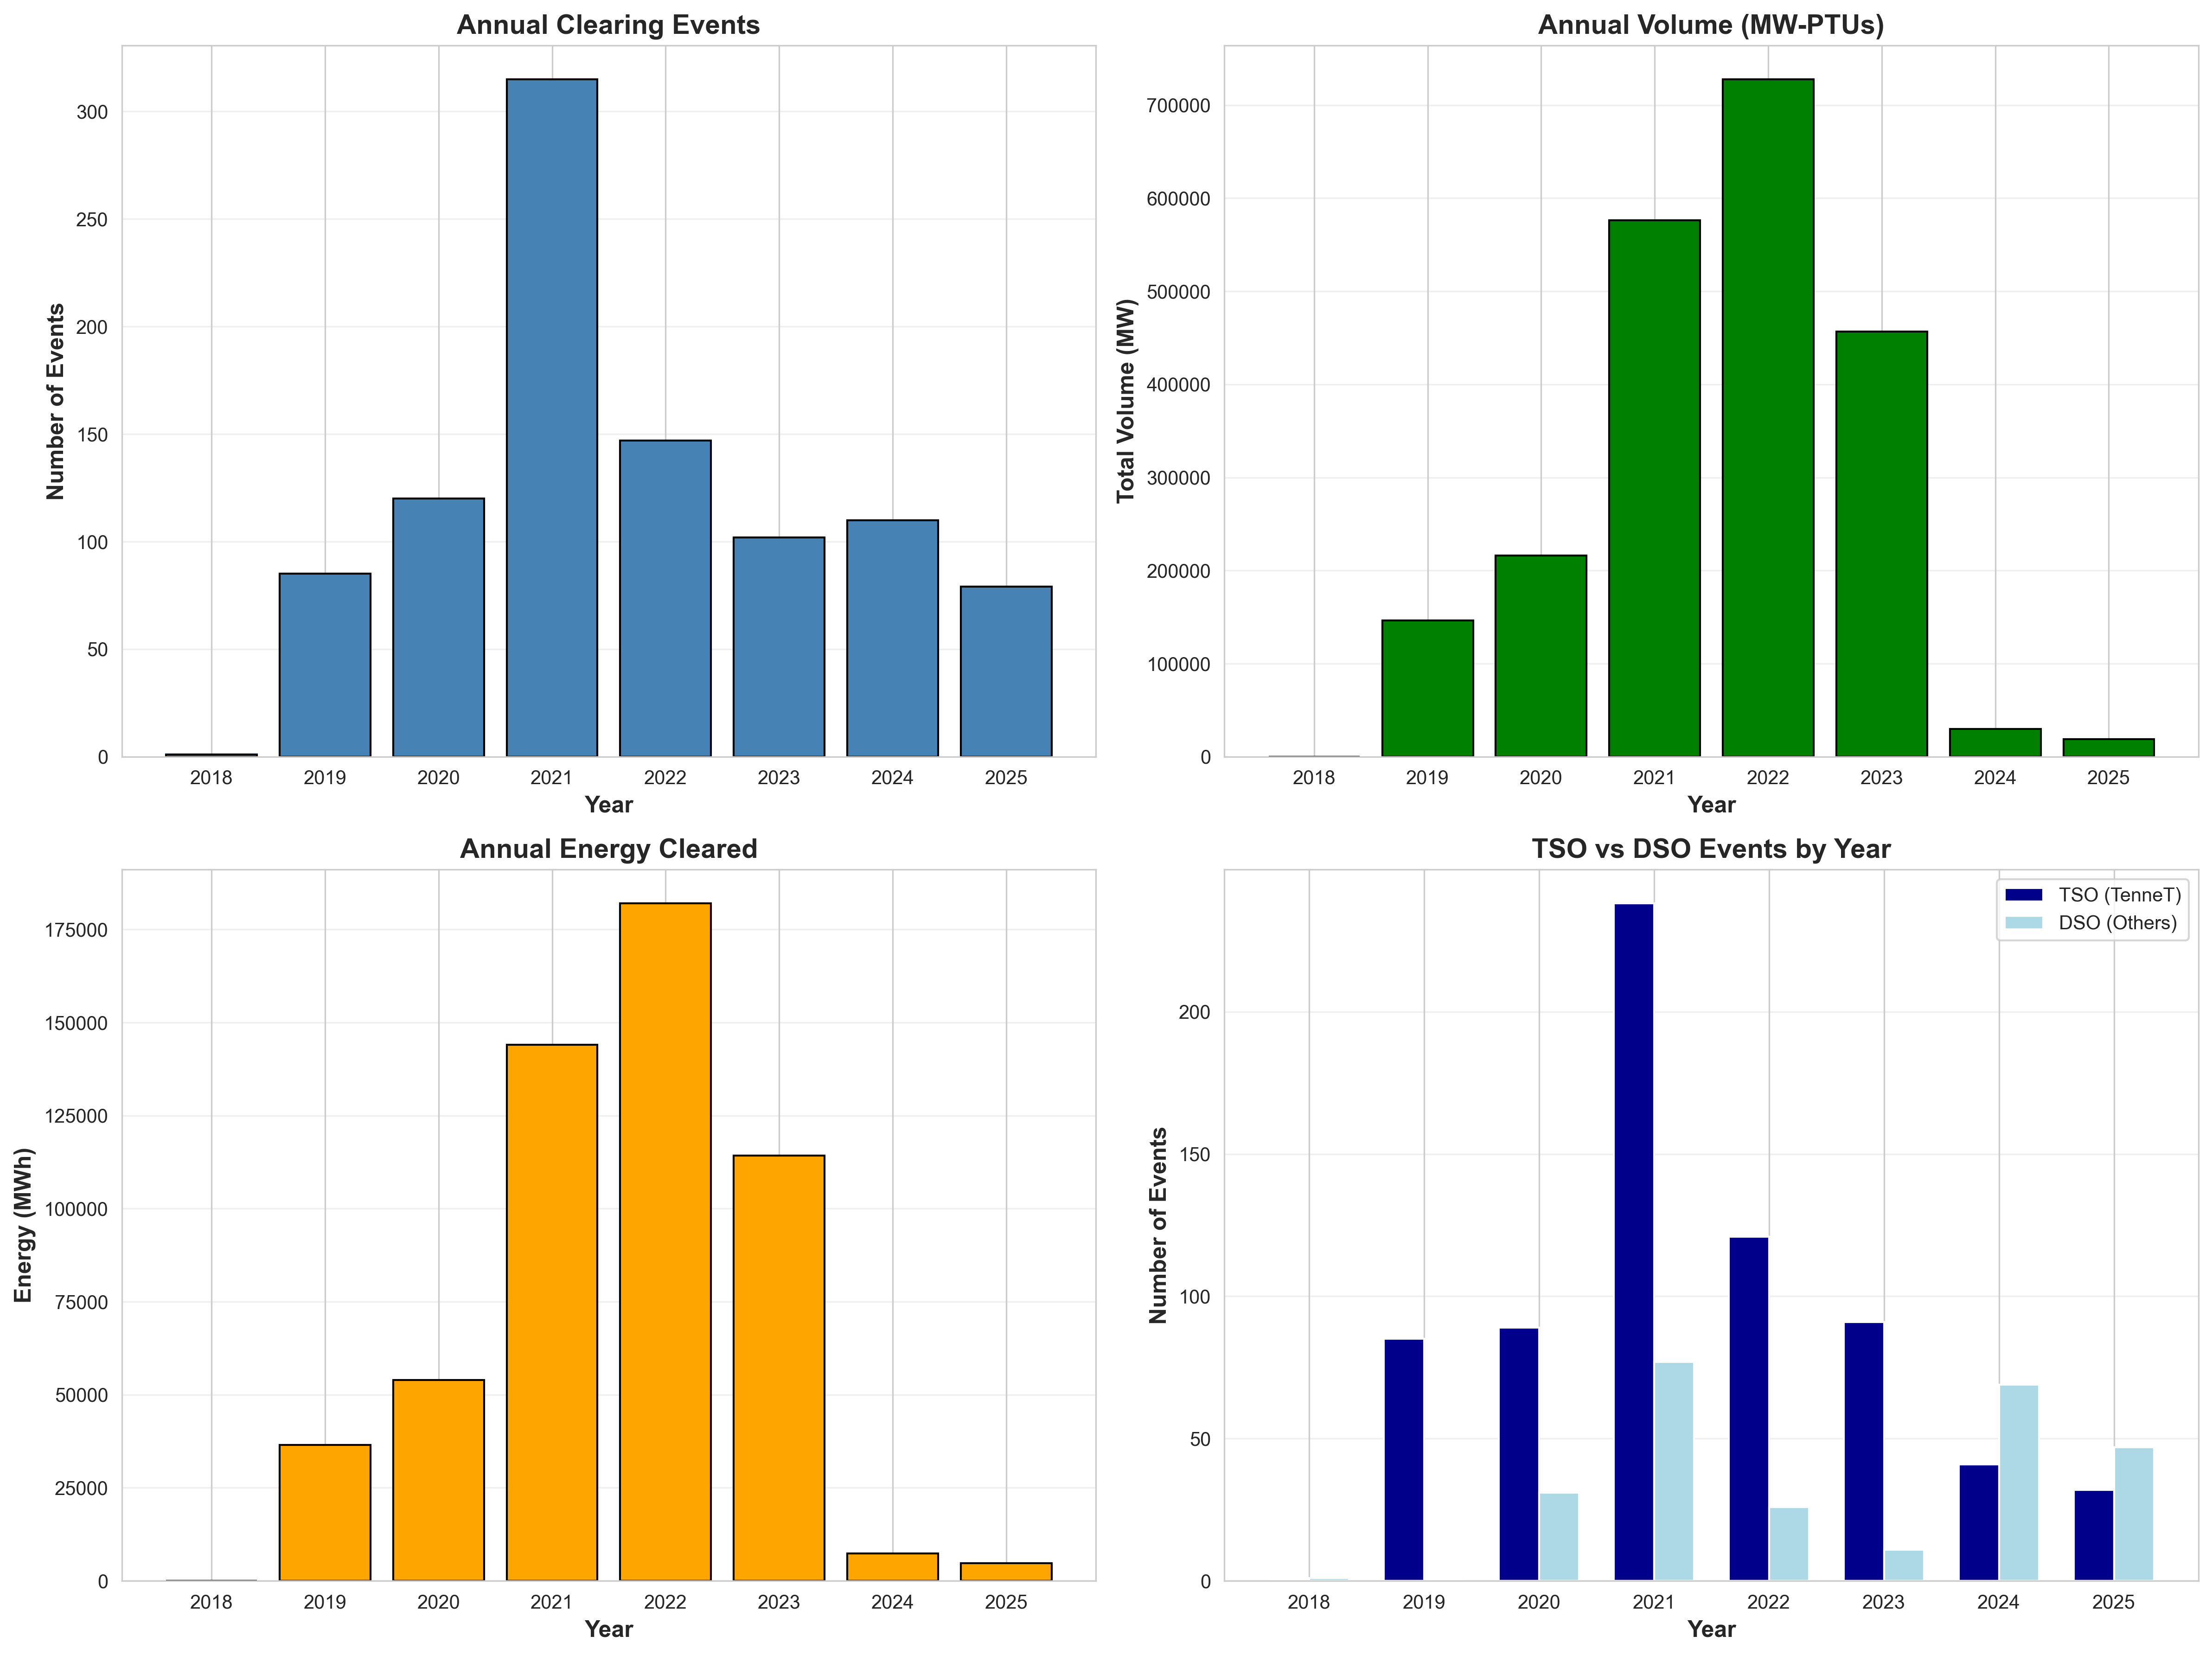 Annual Clearing Events
Number of Events
300
250
200
150
100
50
0
2018 2019 2020 2021 2022 2023 2024 2025
Year
Annual Volume (MW-PTUs)
Total Volume (MW)
700000
600000
500000
400000
300000
200000
100000
0
2018 2019 2020 2021 2022 2023 2024 2025
Year
Annual Energy Cleared
Energy (MWh)
175000
150000
125000
100000
75000
50000
25000
0
2018 2019 2020 2021 2022 2023 2024 2025
Year
TSO vs DSO Events by Year
TSO (TenneT)
DSO (Others)
Number of Events
200
150
100
50
0
2018 2019 2020 2021 2022 2023 2024 2025
Year